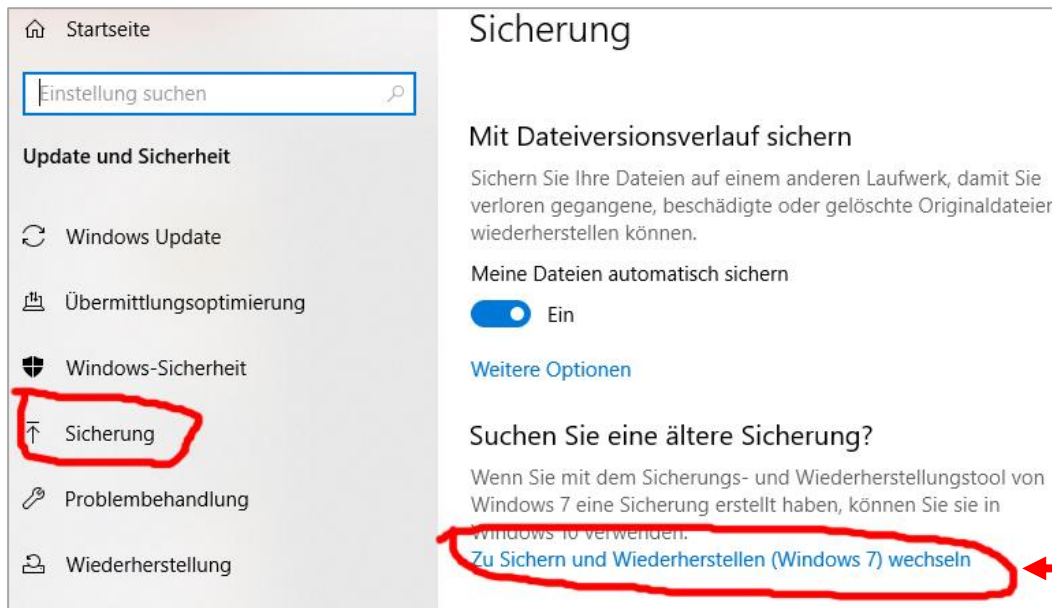 Startseite
Einstellung suchen
Update und Sicherheit
Windows Update
Übermittlungsoptimierung
Windows-Sicherheit
Sicherung
Problembehandlung
Wiederherstellung
Sicherung
Mit Dateiversionsverlauf sichern
Sichern Sie Ihre Dateien auf einem anderen Laufwerk, damit Sie
verloren gegangene, beschädigte oder gelöschte Originaldateien
wiederherstellen können.
Meine Dateien automatisch sichern
Ein
Weitere Optionen
Suchen Sie eine ältere Sicherung?
Wenn Sie mit dem Sicherungs- und Wiederherstellungstool von
Windows 7 eine Sicherung erstellt haben, können Sie sie in
Windows 10 verwenden.
Zu Sichern und Wiederherstellen (Windows 7) wechseln